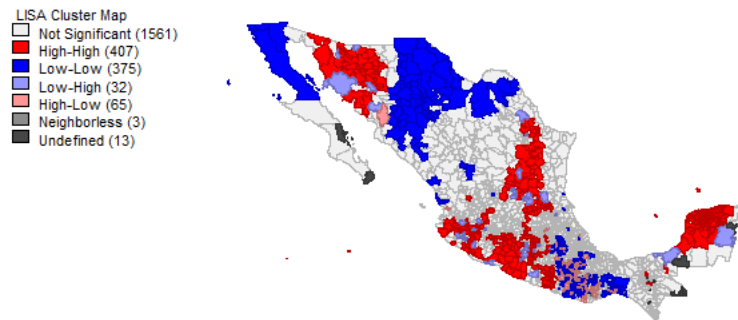 LISA Cluster Map
Not Significant (1561)
High-High (407)
Low-Low (375)
Low-High (32)
High-Low (65)
Neighborless (3)
Undefined (13)